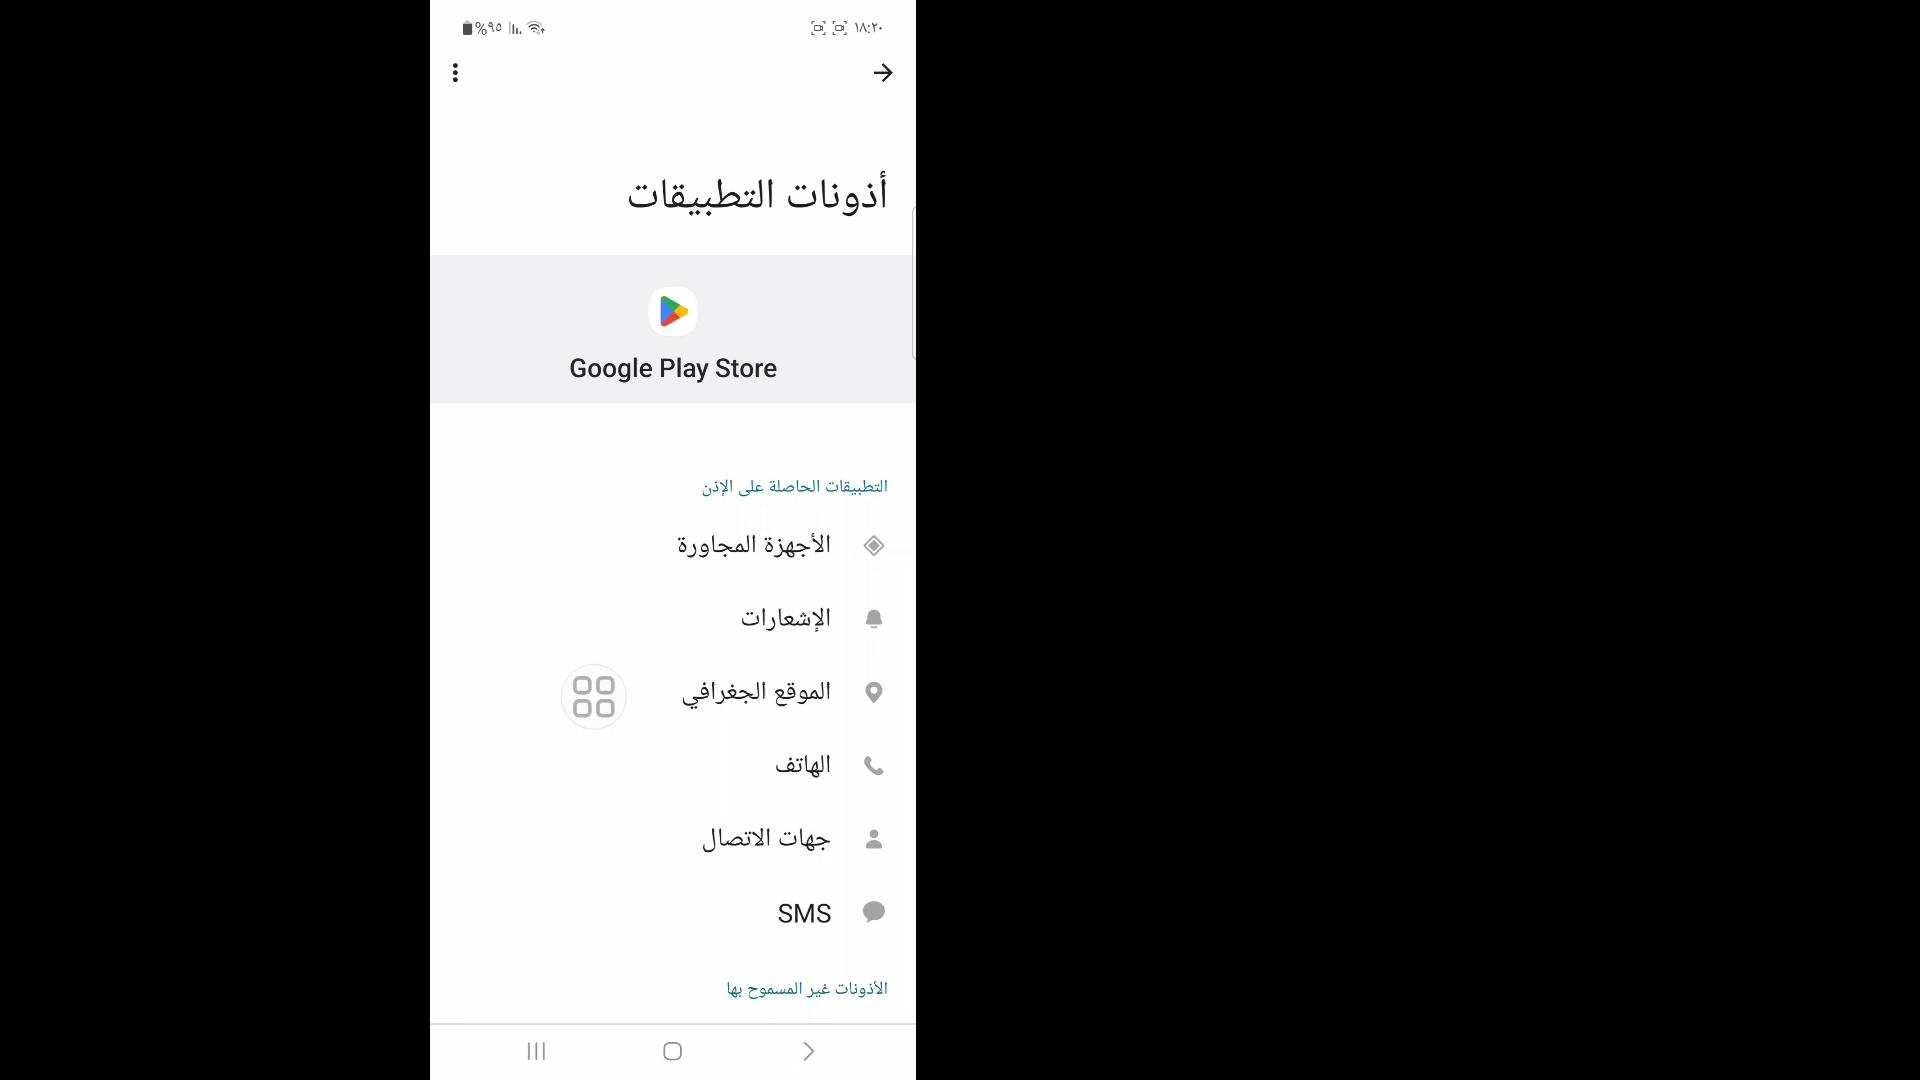 ١٨:٢٠
%٩٥
أذونات التطبيقات
Google Play Store
التطبيقات الحاصلة على الإذن
الأجهزة المجاورة
الإشعارات
الموقع الجغرافي
الهاتف
جهات الاتصال
SMS
الأذونات غير المسموح بها